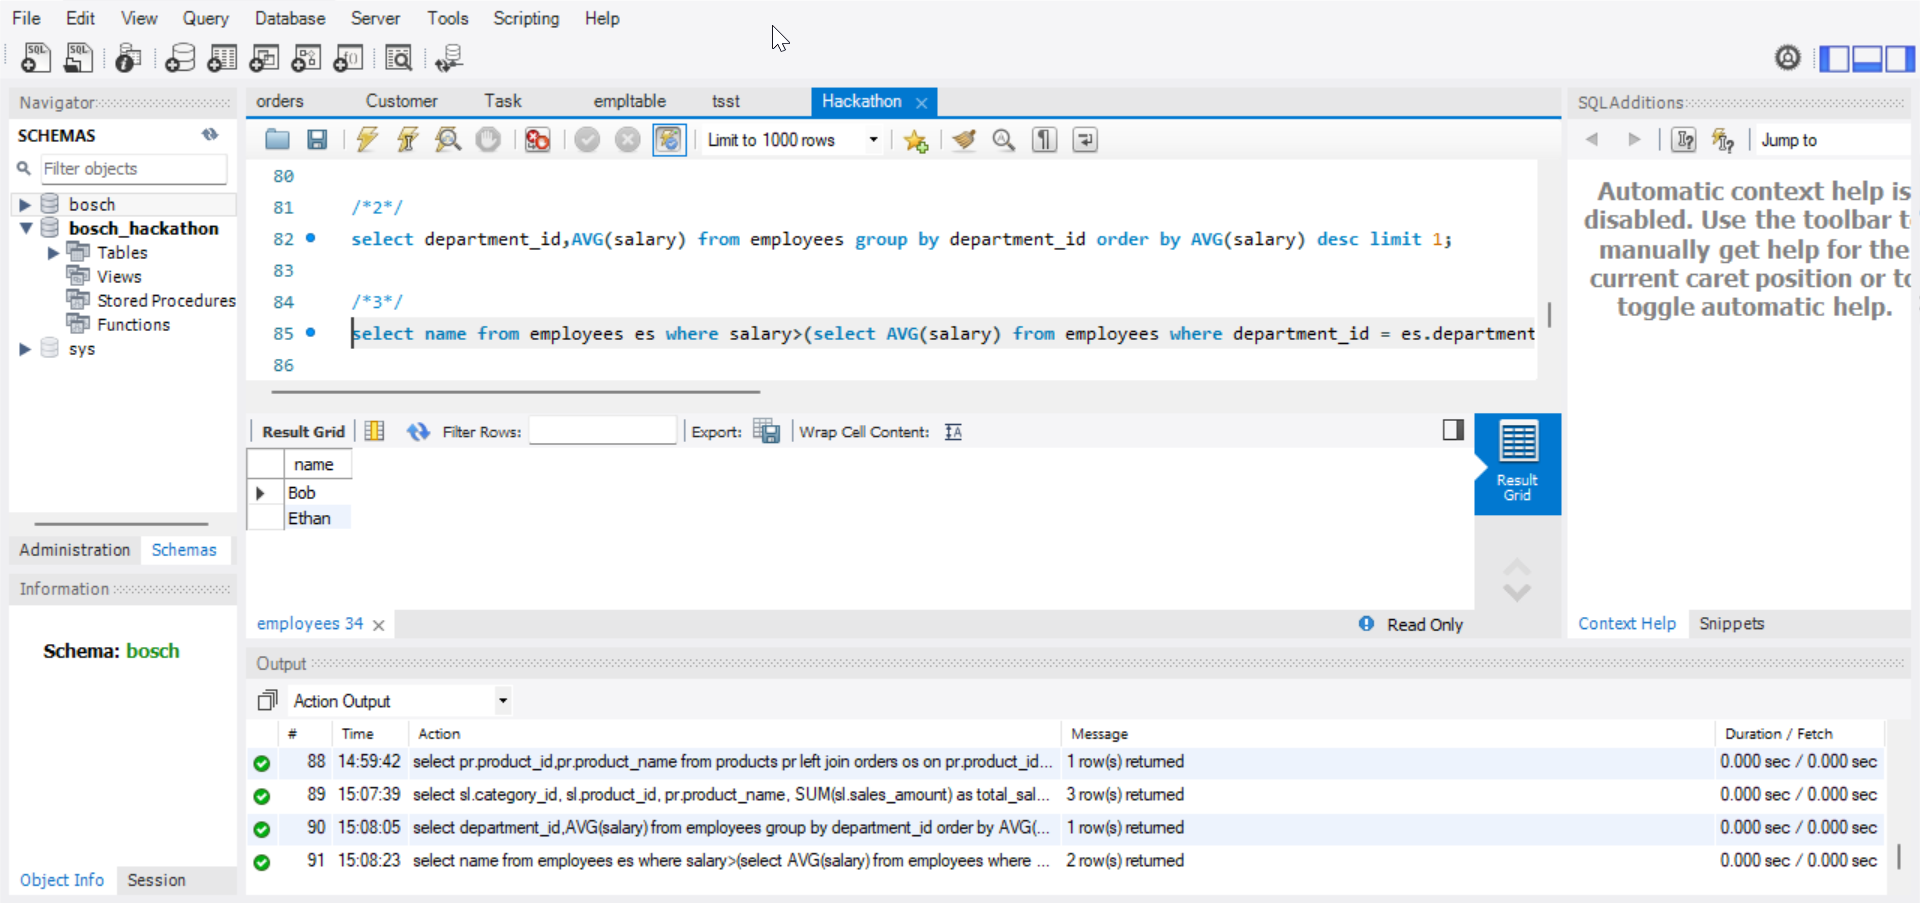 File Edit View Query Database Server Tools Scripting Help
Navigator
SCHEMAS
Filter objects
bosch
bosch_hackathon
Tables
Views
Stored Procedures
Functions
sys
Administration Schemas
Information
Schema: bosch
Object Info Session
orders Customer Task empltable tsst Hackathon
Limit to 1000 rows
80
81 /*2*/
82 select department_id,AVG(salary) from employees group by department_id order by AVG(salary) desc limit 1;
83
84 /*3*/
85 select name from employees es where salary>(select AVG(salary) from employees where department_id = es.department
86
Result Grid Filter Rows: Export: Wrap Cell Content:
name
Bob
Ethan
Result
Grid
employees 34 Read Only
SQLAdditions
Jump to
Automatic context help is
disabled. Use the toolbar t
manually get help for the
current caret position or to
toggle automatic help.
Context Help Snippets
Output
Action Output
# Time Action Message Duration / Fetch
88 14:59:42 select pr.product_id,pr.product_name from products pr left join orders os on pr.product_id... 1 row(s) returned 0.000 sec / 0.000 sec
89 15:07:39 select sl.category_id, sl.product_id, pr.product_name, SUM(sl.sales_amount) as total_sal... 3 row(s) returned 0.000 sec / 0.000 sec
90 15:08:05 select department_id,AVG(salary) from employees group by department_id order by AVG(... 1 row(s) returned 0.000 sec / 0.000 sec
91 15:08:23 select name from employees es where salary>(select AVG(salary) from employees where ... 2 row(s) returned 0.000 sec / 0.000 sec